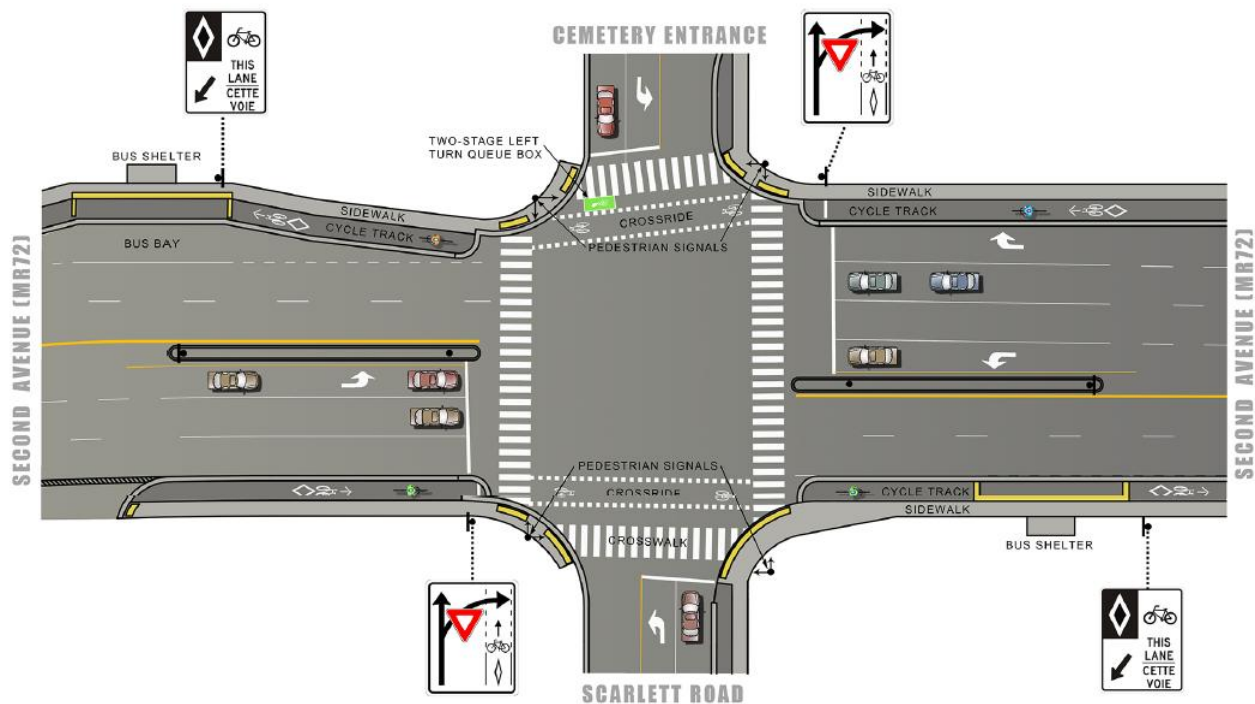 CEMETERY ENTRANCE
THIS
LANE
CETTE
VOIE
BUS SHELTER
TWO-STAGE LEFT
TURN QUEUE BOX
SIDEWALK
CYCLE TRACK
BUS BAY
CROSSRIDE
PEDESTRIAN SIGNALS
SIDEWALK
CYCLE TRACK
SECOND AVENUE (MR72)
SECOND AVENUE (MR72)
PEDESTRIAN SIGNALS
CROSSRIDE
CROSSWALK
CYCLE TRACK
SIDEWALK
BUS SHELTER
THIS
LANE
CETTE
VOIE
SCARLETT ROAD